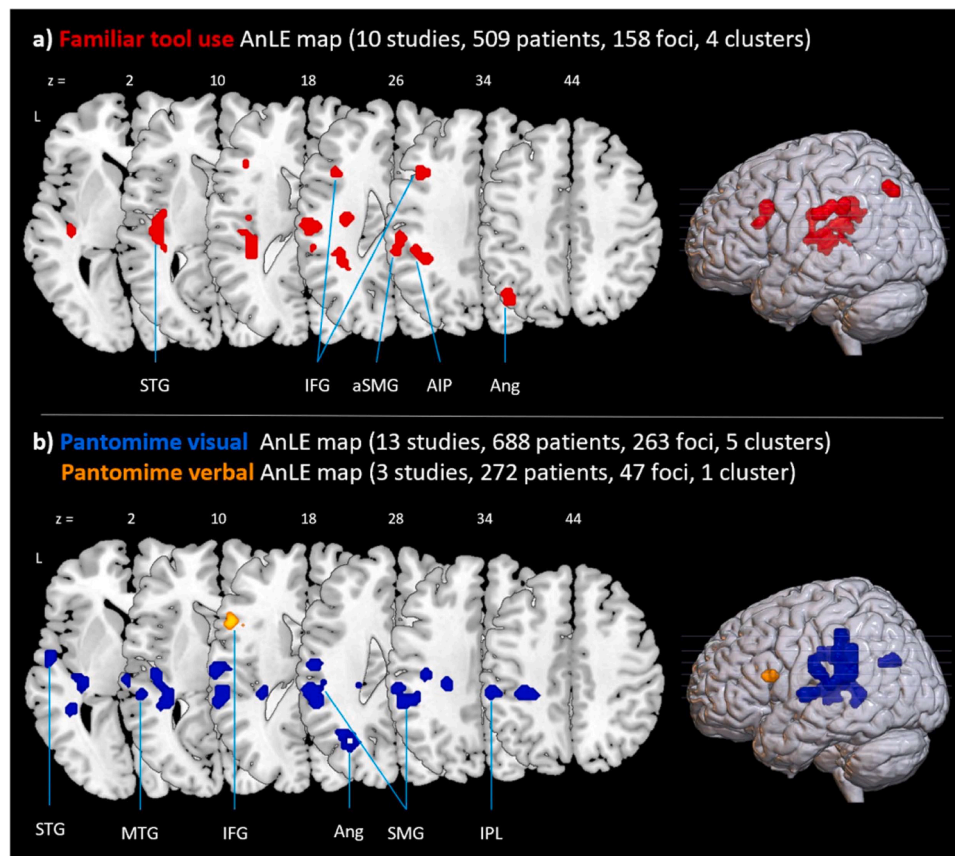 a) Familiar tool use AnLE map (10 studies, 509 patients, 158 foci, 4 clusters)
z = 2 10 18 26 34 44
L
STG IFG aSMG AIP Ang
b) Pantomime visual AnLE map (13 studies, 688 patients, 263 foci, 5 clusters)
Pantomime verbal AnLE map (3 studies, 272 patients, 47 foci, 1 cluster)
z = 2 10 18 28 34 44
L
STG MTG IFG Ang SMG IPL